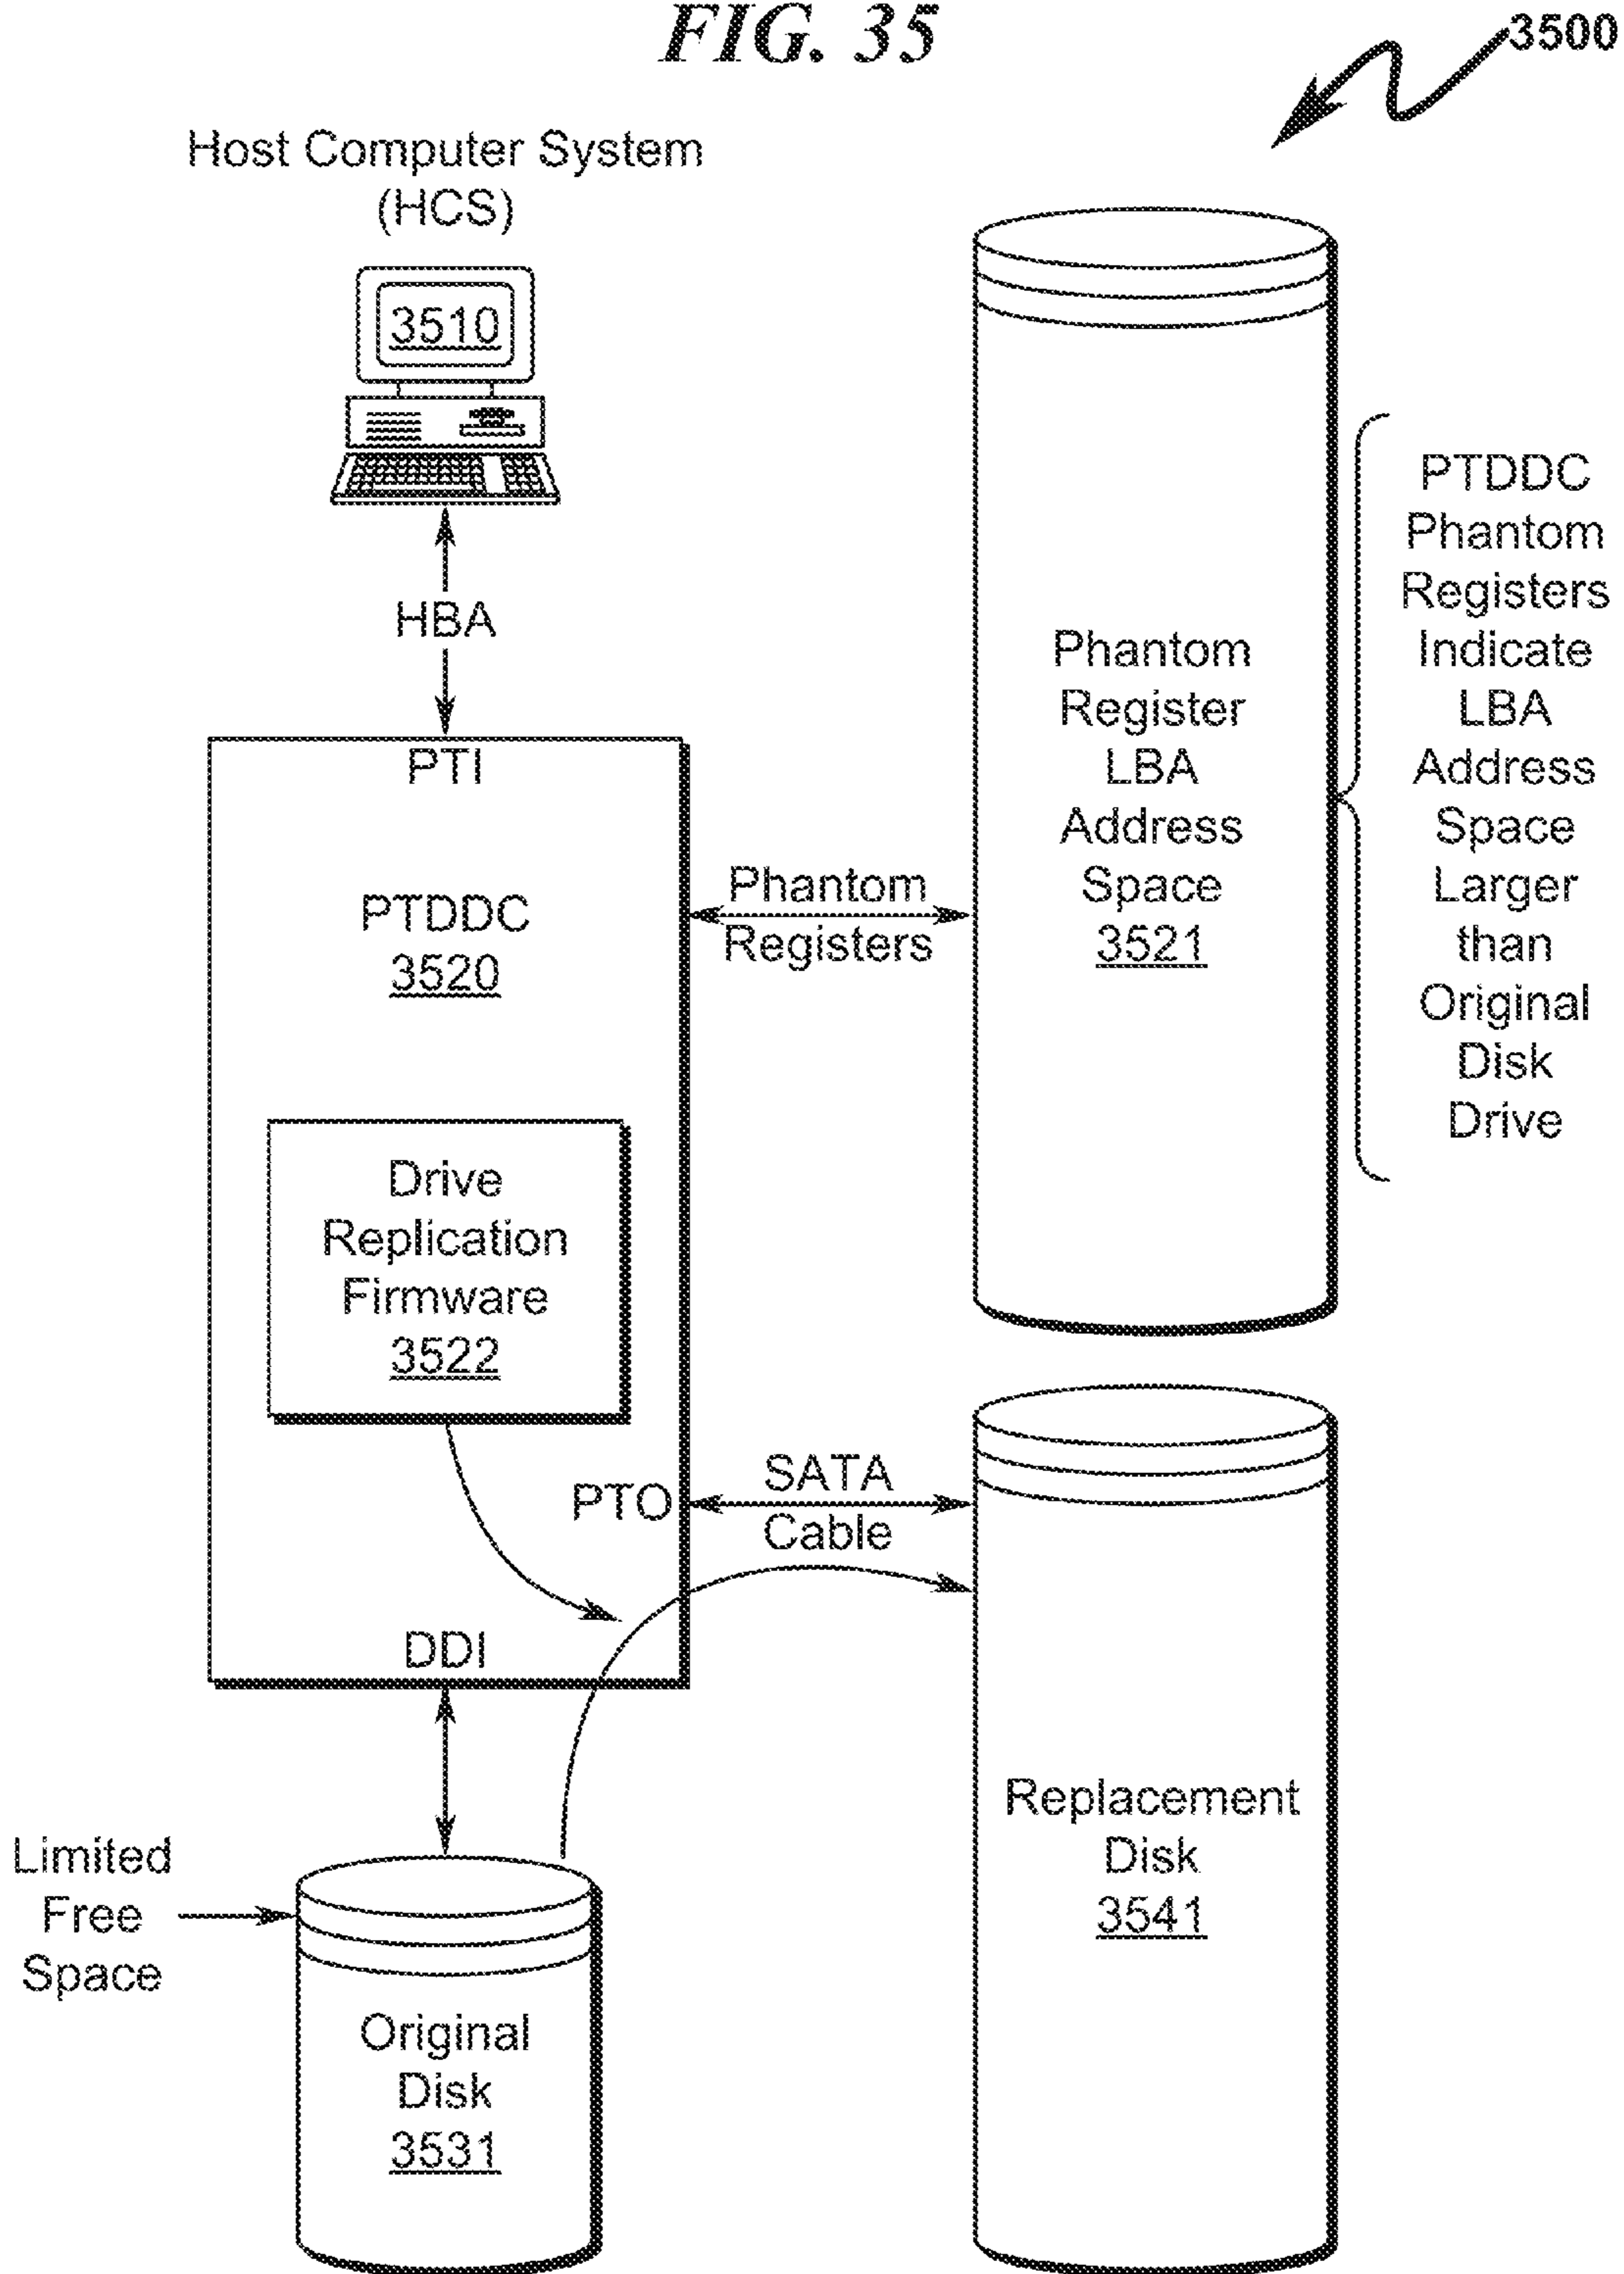 FIG. 35
3500
Host Computer System
(HCS)
3510
HBA
PTI
PTDDC
3520
Phantom
Registers
Phantom
Register
LBA
Address
Space
3521
PTDDC
Phantom
Registers
Indicate
LBA
Address
Space
Larger
than
Original
Disk
Drive
Drive
Replication
Firmware
3522
PTO
SATA
Cable
DDI
Limited
Free
Space
Original
Disk
3531
Replacement
Disk
3541